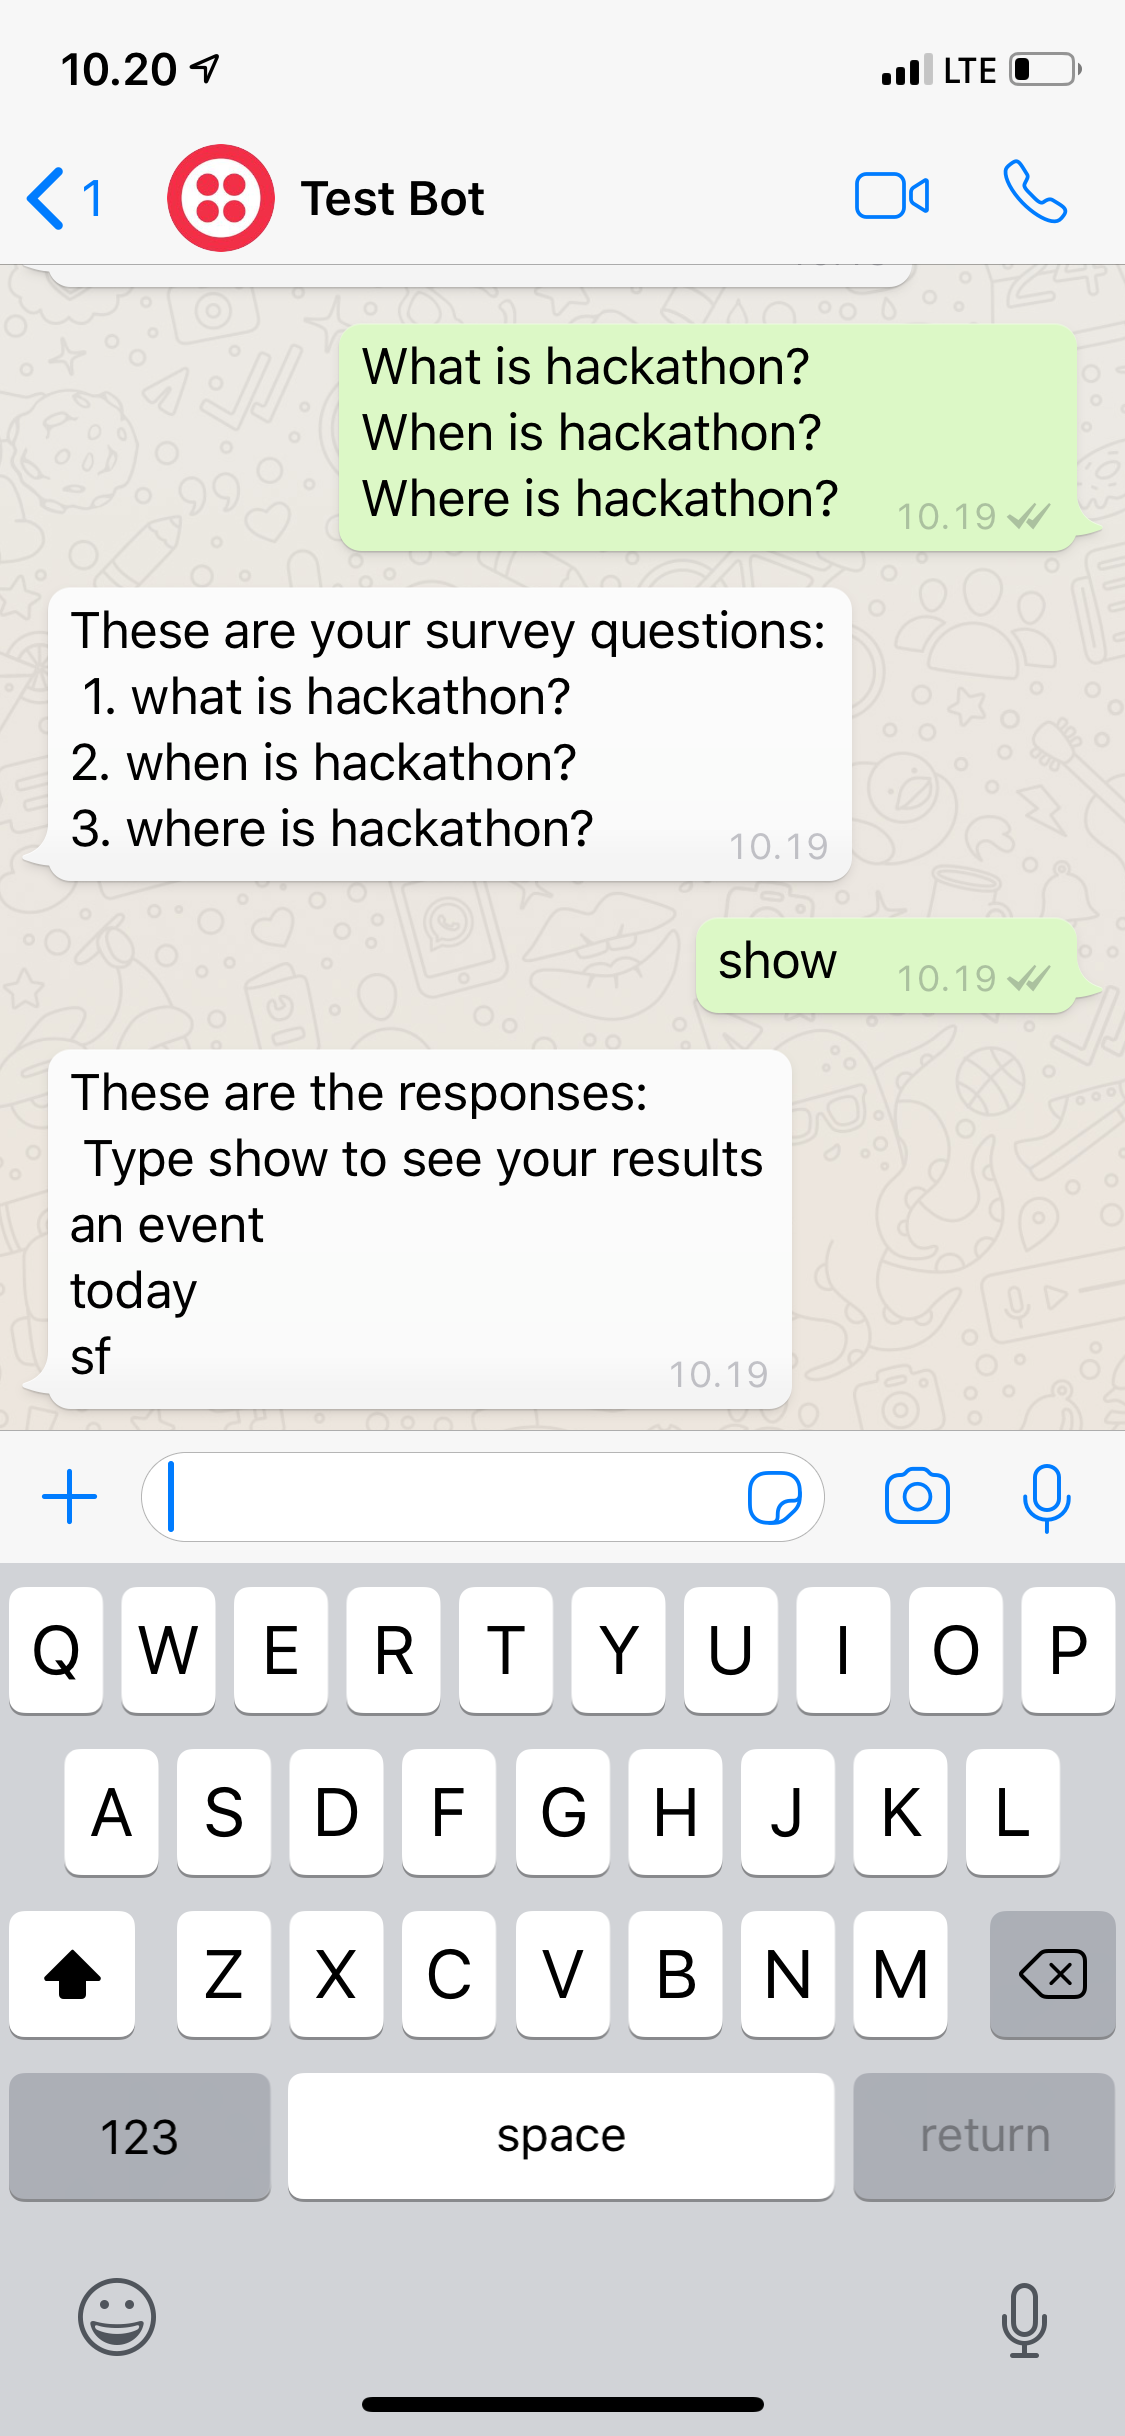 10.20
LTE
1
Test Bot
What is hackathon?
When is hackathon?
Where is hackathon?
10.19
These are your survey questions:
1. what is hackathon?
2. when is hackathon?
3. where is hackathon?
10.19
show
10.19
These are the responses:
Type show to see your results
an event
today
sf
10.19
Q W E R T Y U I O P
A S D F G H J K L
Z X C V B N M
123
space
return